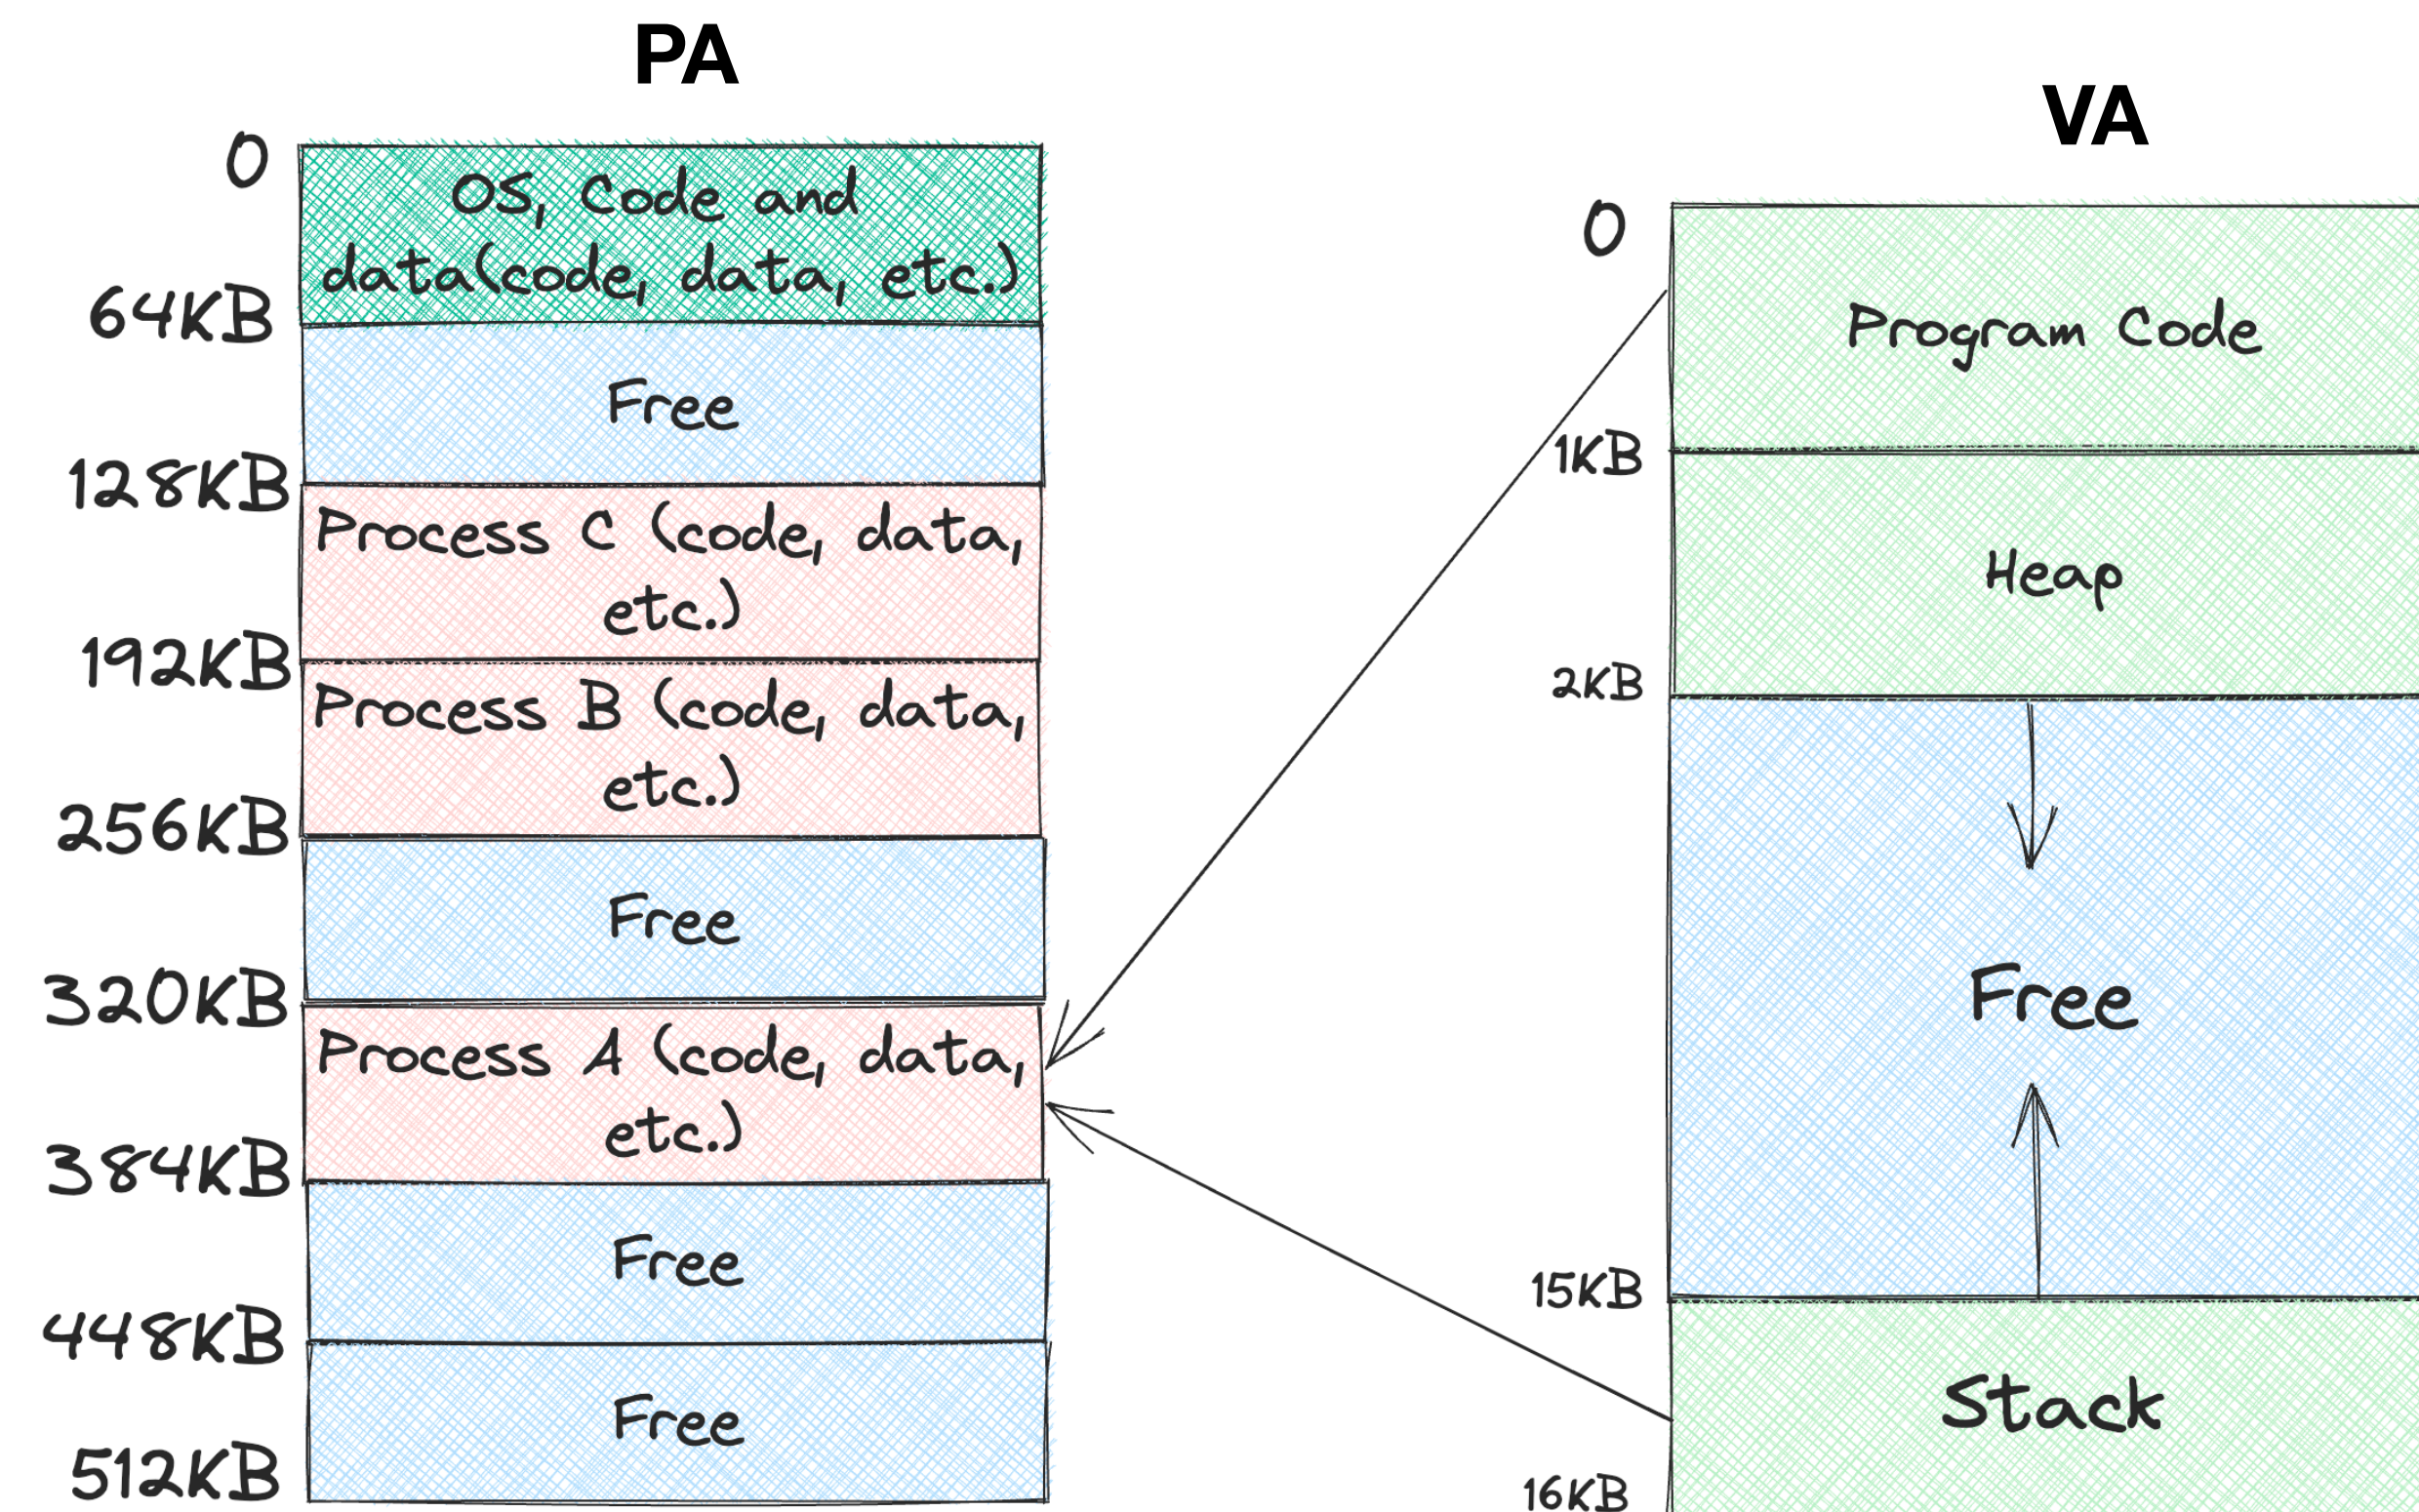 PA
0
OS, Code and
data(code, data, etc.)
64KB
Free
128KB
Process C (code, data,
etc.)
192KB
Process B (code, data,
etc.)
256KB
Free
320KB
Process A (code, data,
etc.)
384KB
Free
448KB
Free
512KB
VA
0
Program Code
1KB
Heap
2KB
Free
15KB
Stack
16KB